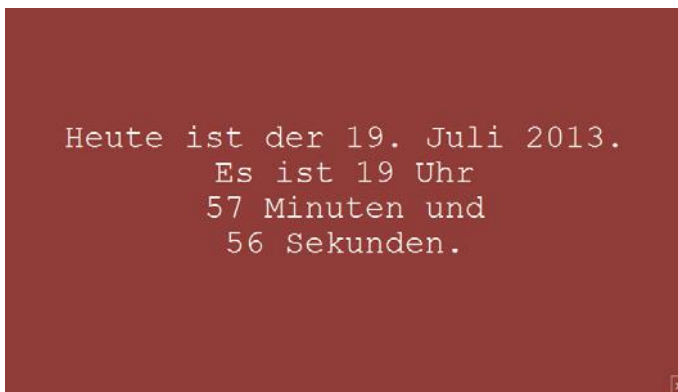 Heute ist der 19. Juli 2013.
Es ist 19 Uhr
57 Minuten und
56 Sekunden.